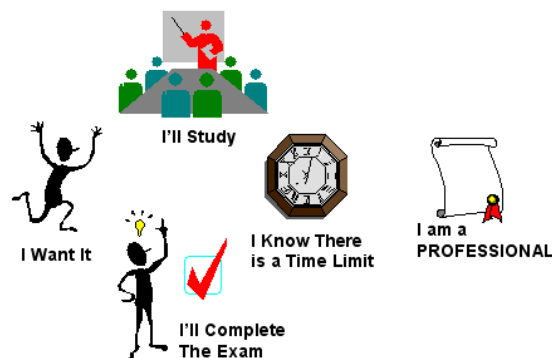 I'll Study
I Want It
I Know There
is a Time Limit
I am a
PROFESSIONAL
I'll Complete
The Exam